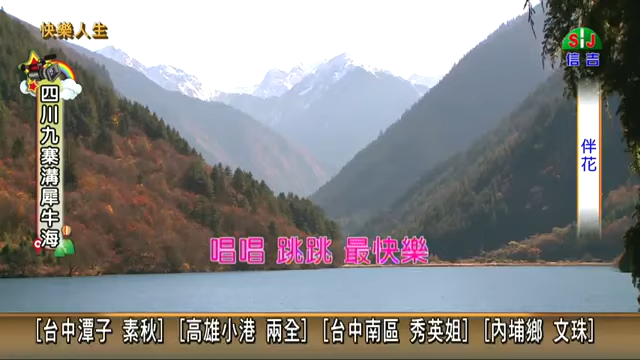 快樂人生
SiJ
信吉
四川九寨溝犀牛海
伴花
唱唱 跳跳 最快樂
[台中潭子 素秋] [高雄小港 兩全] [台中南區 秀英姐] [內埔鄉 文珠]